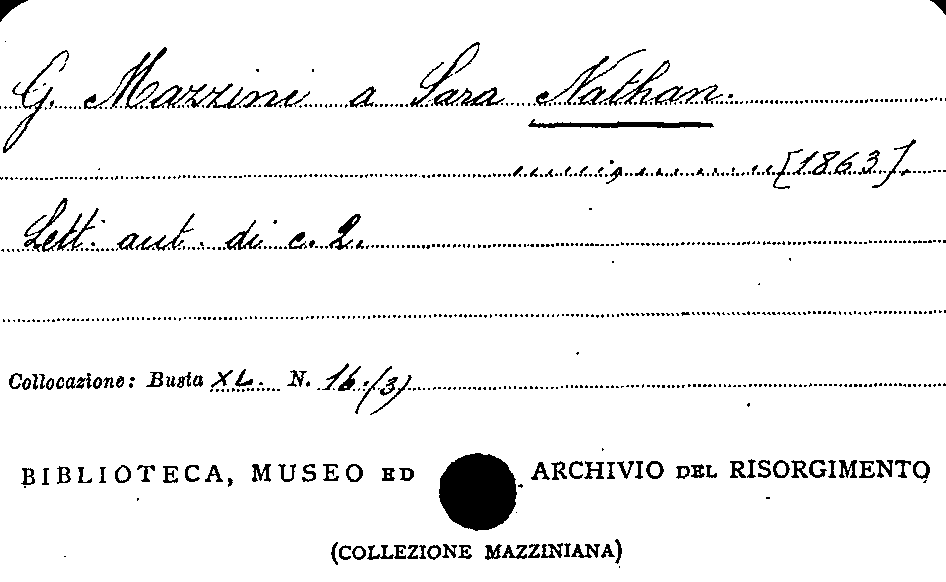 G. Mazzini a Sara Nathan.
......, ........ [1863].
Lett. aut. di c. 2.
Collocazione: Busta XL. N. 16.(3)
BIBLIOTECA, MUSEO ED ARCHIVIO DEL RISORGIMENTO
(COLLEZIONE MAZZINIANA)